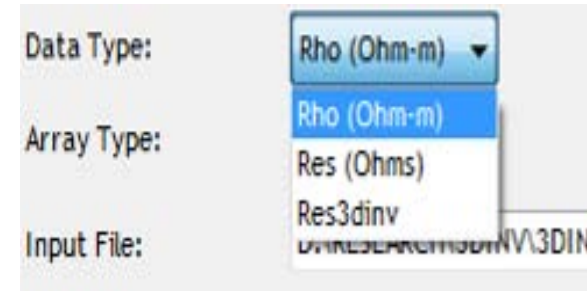 Data Type:
Rho (Ohm-m)
Rho (Ohm-m)
Array Type:
Res (Ohms)
Res3dinv
Input File: